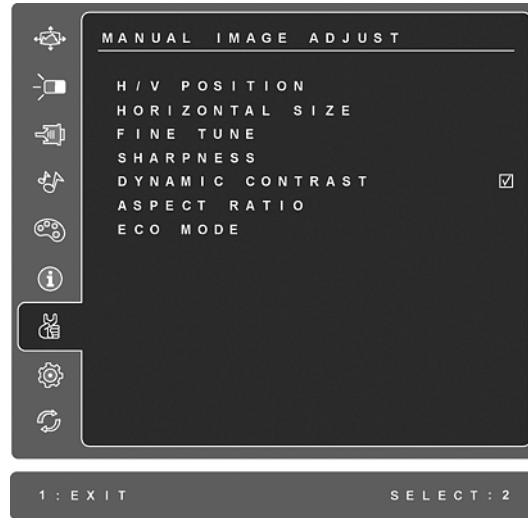 MANUAL IMAGE ADJUST
H/V POSITION
HORIZONTAL SIZE
FINE TUNE
SHARPNESS
DYNAMIC CONTRAST
ASPECT RATIO
ECO MODE
1:EXIT SELECT:2